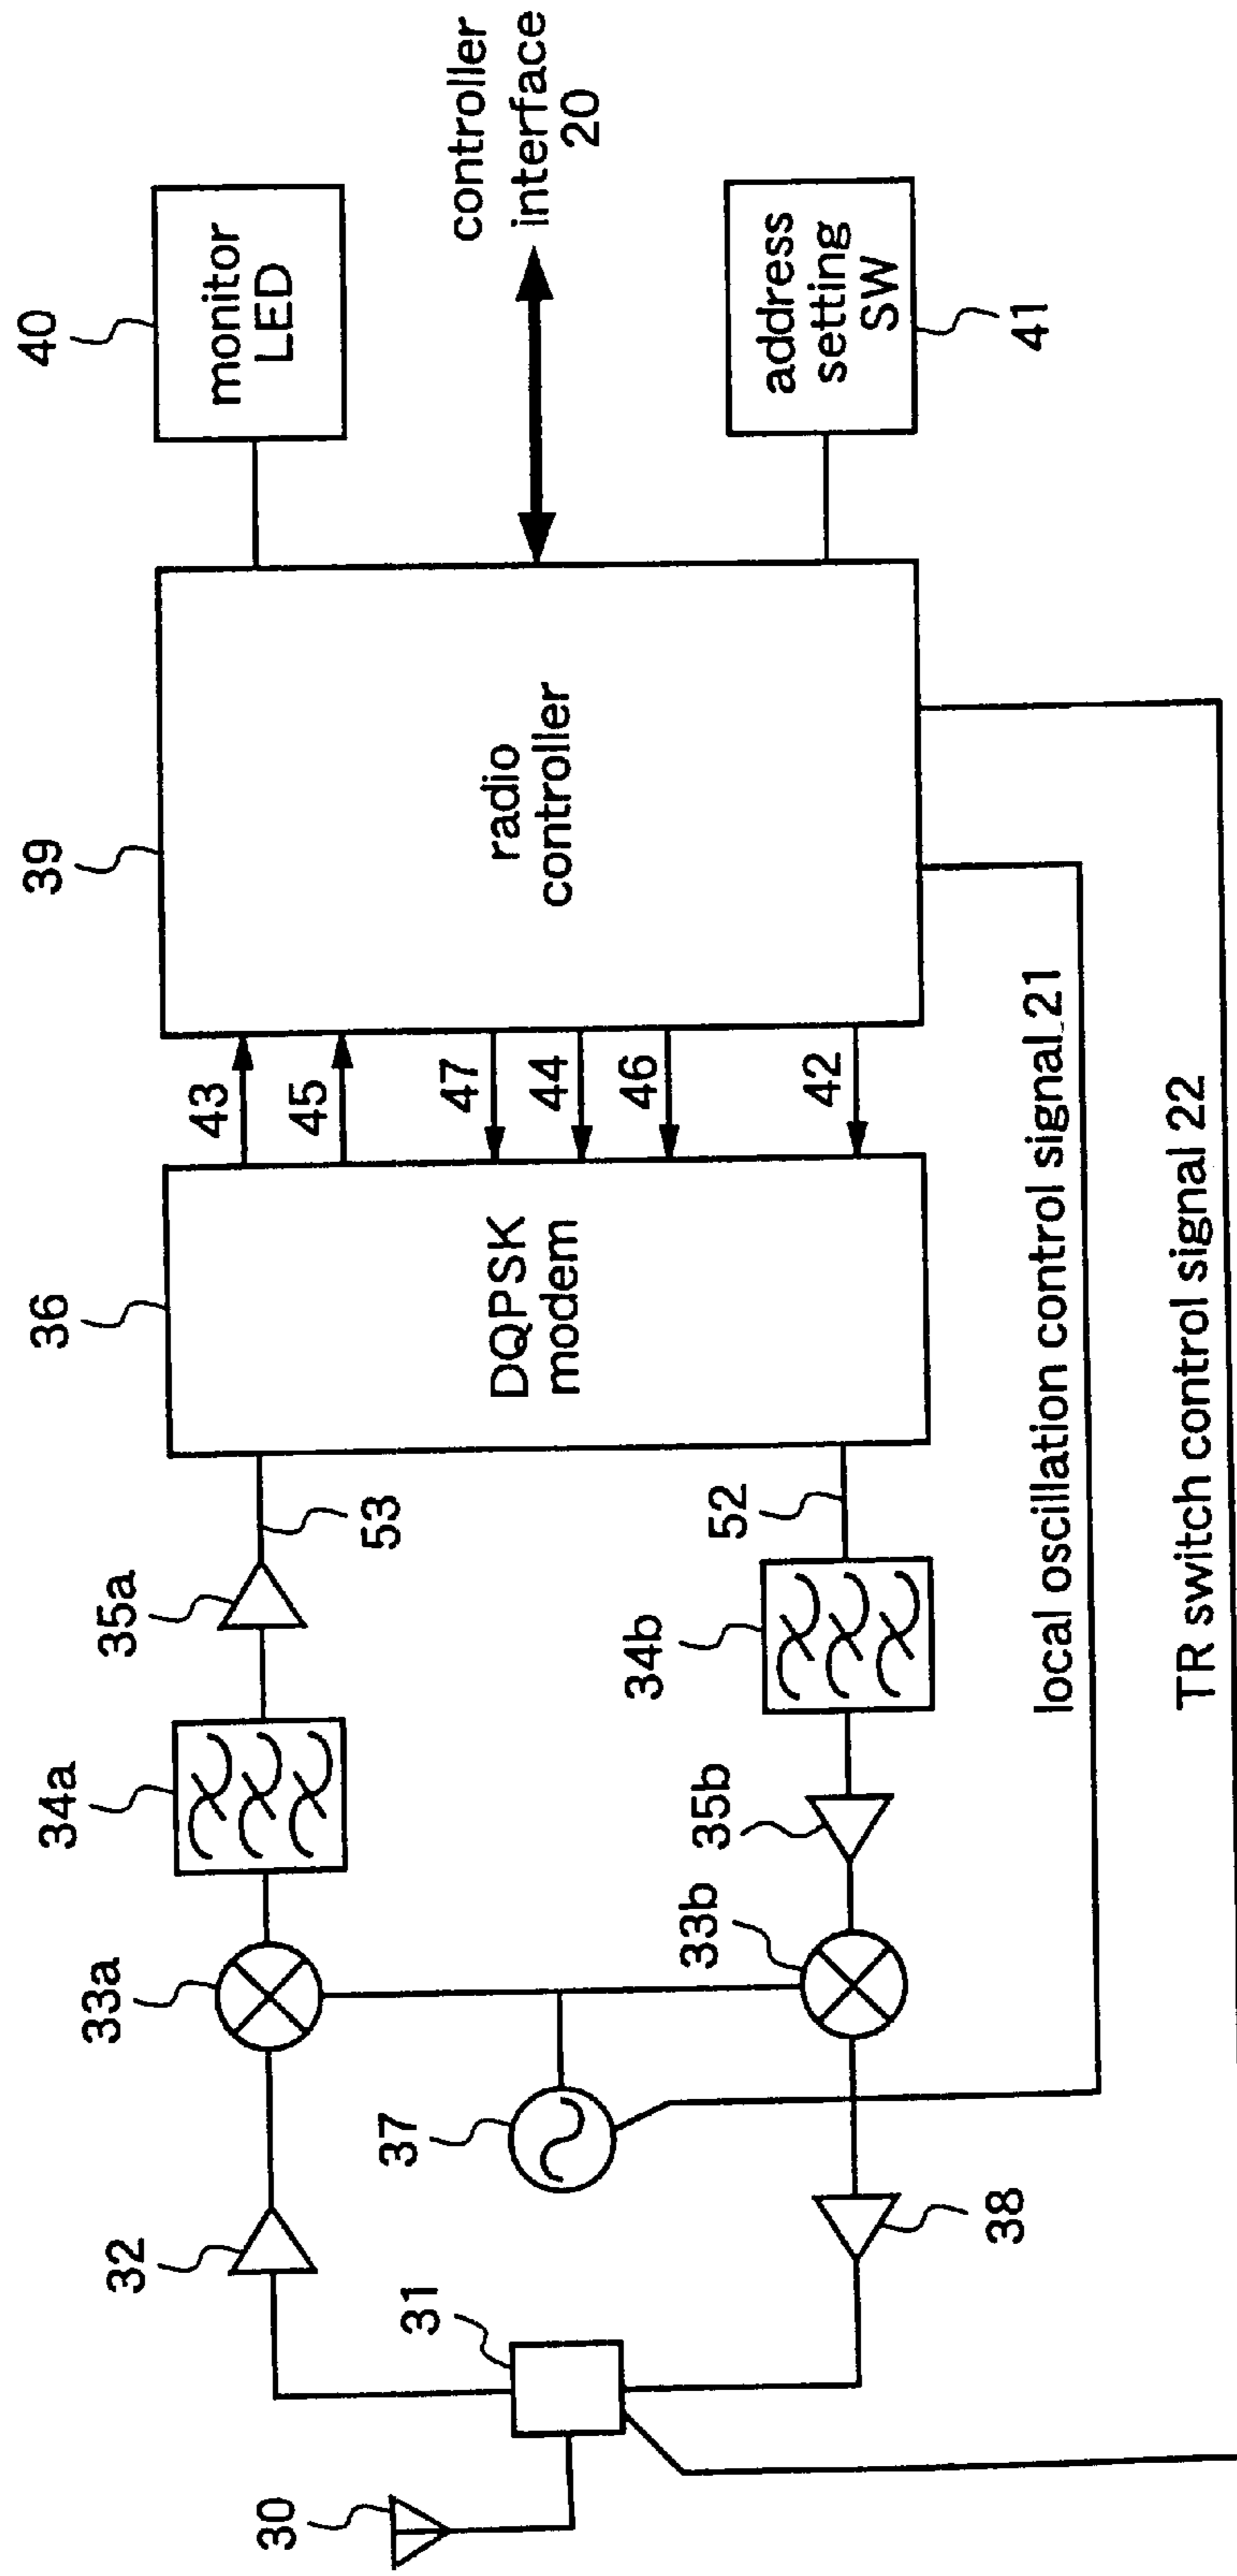 30
31
32
33a
34a
35a
53
36
DQPSK
modem
43
45
47
44
46
42
39
radio
controller
40
monitor
LED
controller
interface
20
address
setting
SW
41
37
38
33b
35b
34b
52
local oscillation control signal 21
TR switch control signal 22